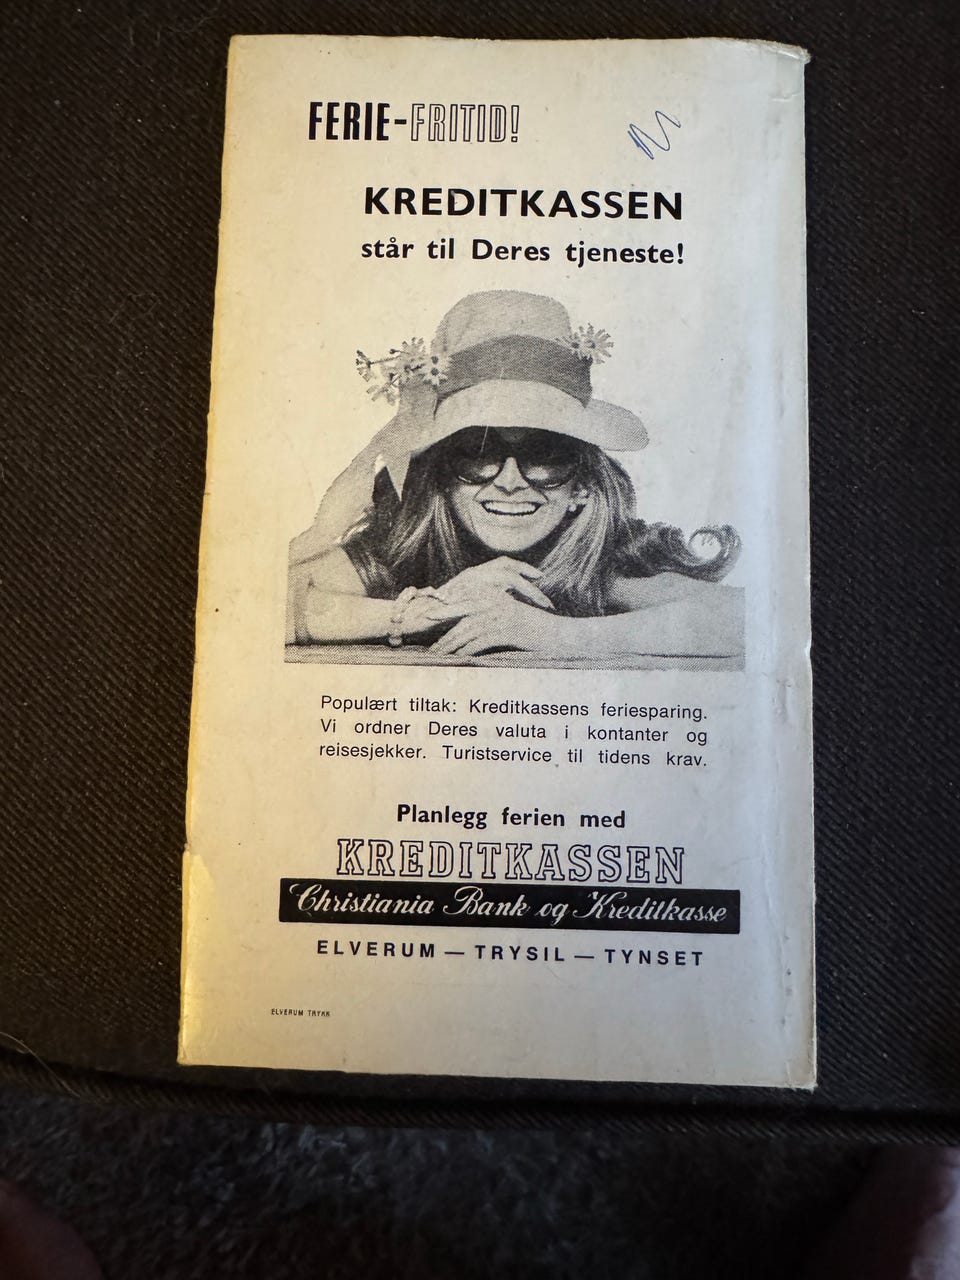 FERIE-FRITID!
KREDITKASSEN
står til Deres tjeneste!
Populært tiltak: Kreditkassens feriesparing.
Vi ordner Deres valuta i kontanter og
reisesjekker. Turistservice til tidens krav.
Planlegg ferien med
KREDITKASSEN
Christiania Bank og Kreditkasse
ELVERUM — TRYSIL — TYNSET
ELVERUM TRYKK